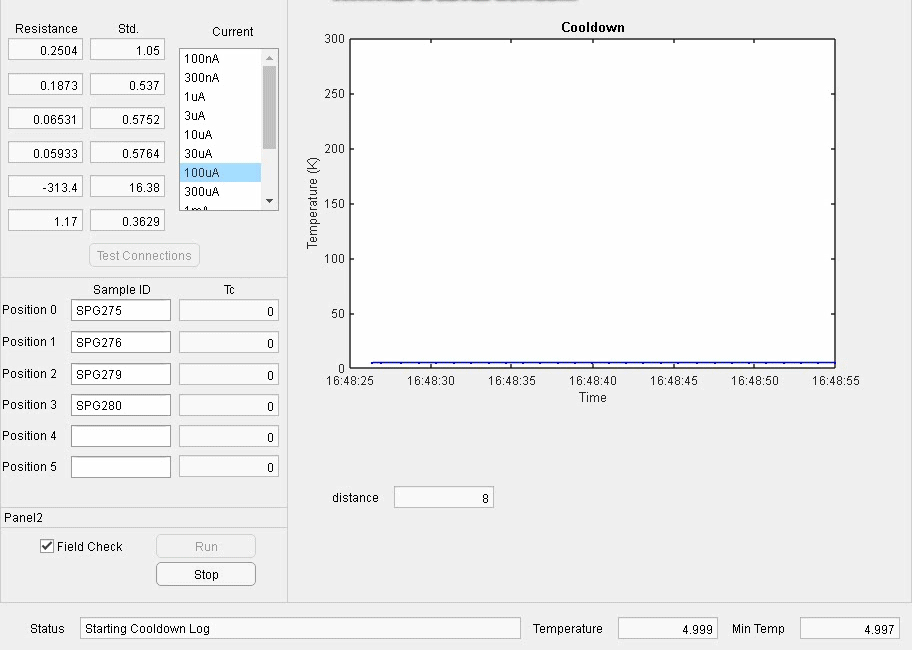 Resistance Std. Current
0.2504 1.05
0.1873 0.537
0.06531 0.5752
0.05933 0.5764
-313.4 16.38
1.17 0.3629
100nA
300nA
1uA
3uA
10uA
30uA
100uA
300uA
1mA
Test Connections
Sample ID Tc
Position 0 SPG275 0
Position 1 SPG276 0
Position 2 SPG279 0
Position 3 SPG280 0
Position 4 0
Position 5 0
Panel2
Field Check Run
Stop
Cooldown
Temperature (K)
300
250
200
150
100
50
0
16:48:25 16:48:30 16:48:35 16:48:40 16:48:45 16:48:50 16:48:55
Time
distance 8
Status Starting Cooldown Log Temperature 4.999 Min Temp 4.997